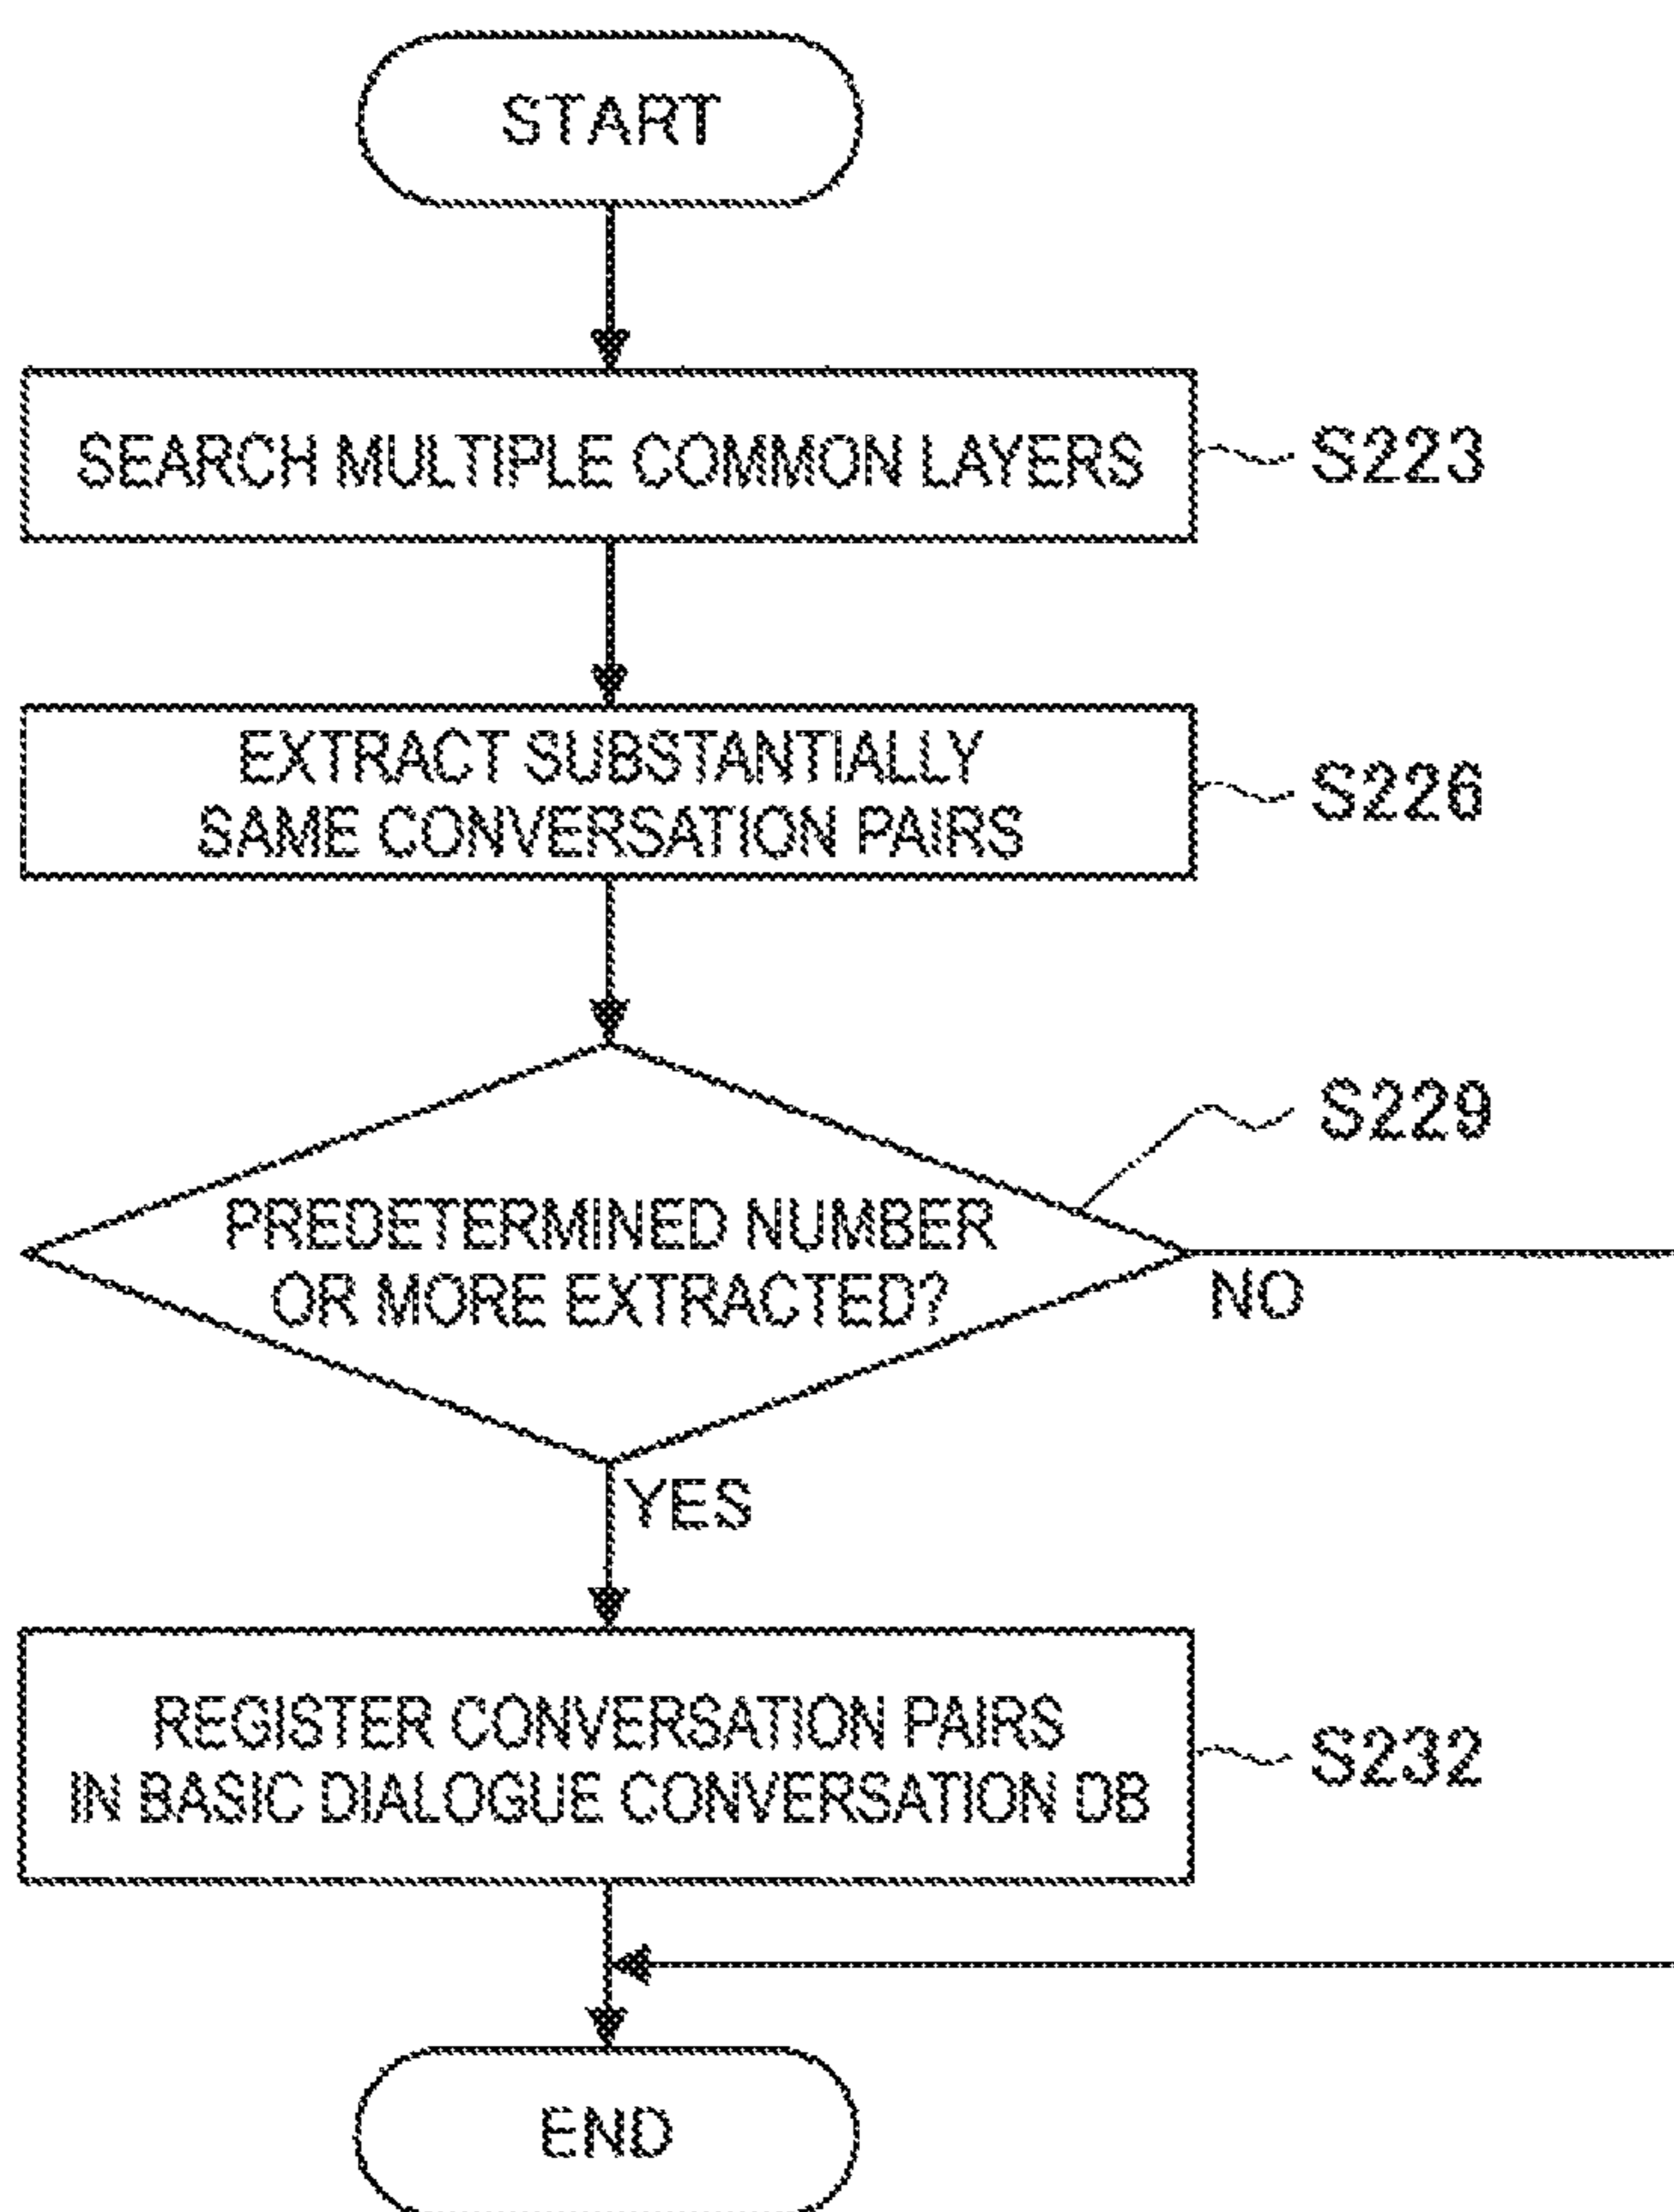 START
SEARCH MULTIPLE COMMON LAYERS
S223
EXTRACT SUBSTANTIALLY
SAME CONVERSATION PAIRS
S226
S229
PREDETERMINED NUMBER
OR MORE EXTRACTED?
NO
YES
REGISTER CONVERSATION PAIRS
IN BASIC DIALOGUE CONVERSATION DB
S232
END